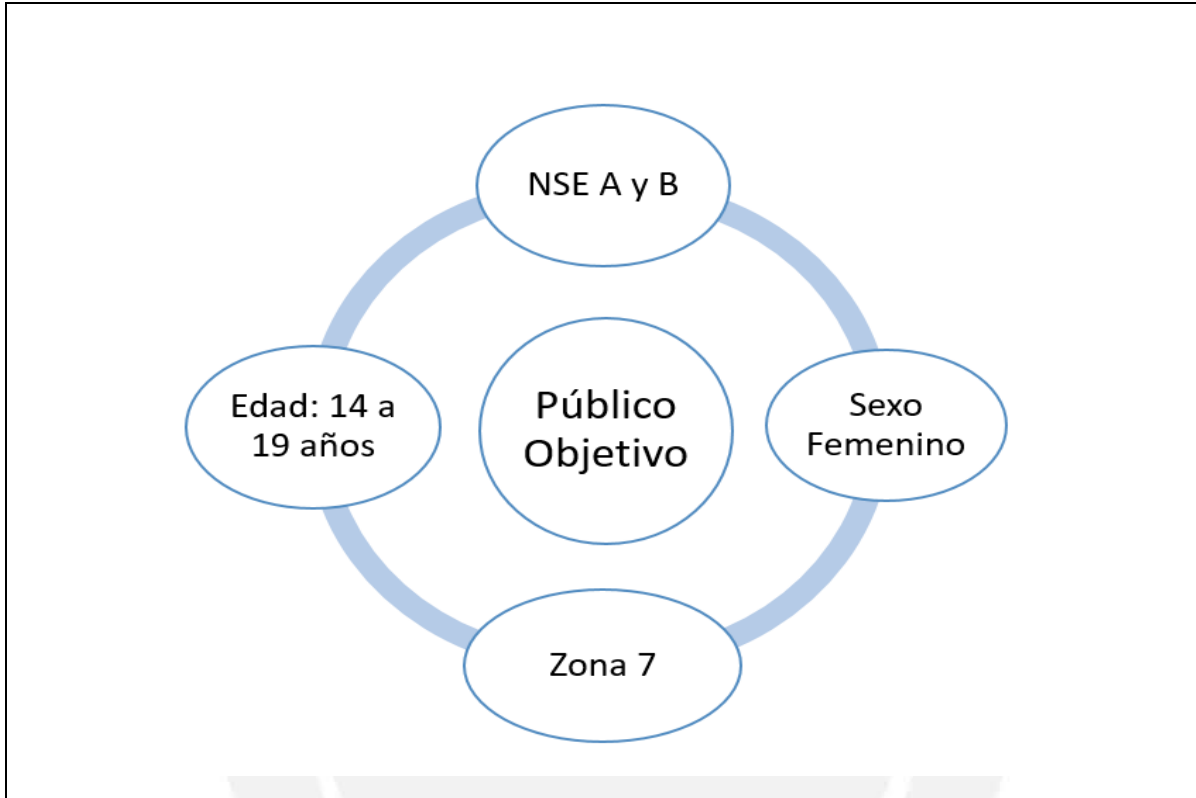 NSE A y B
Edad: 14 a
19 años
Público
Objetivo
Sexo
Femenino
Zona 7